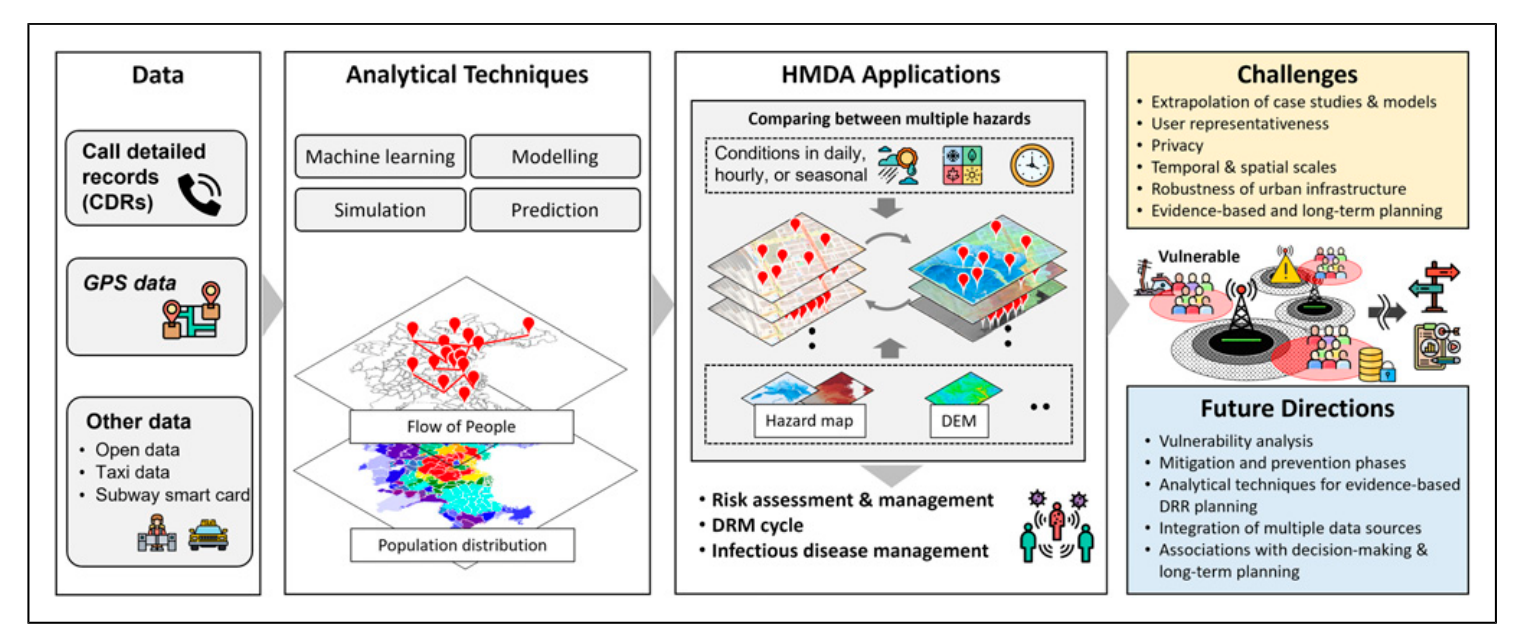 Data
Call detailed
records
(CDRs)
GPS data
Other data
• Open data
• Taxi data
• Subway smart card
Analytical Techniques
Machine learning
Modelling
Simulation
Prediction
Flow of People
Population distribution
HMDA Applications
Comparing between multiple hazards
Conditions in daily,
hourly, or seasonal
Hazard map
DEM
• Risk assessment & management
• DRM cycle
• Infectious disease management
Challenges
• Extrapolation of case studies & models
• User representativeness
• Privacy
• Temporal & spatial scales
• Robustness of urban infrastructure
• Evidence-based and long-term planning
Vulnerable
Future Directions
• Vulnerability analysis
• Mitigation and prevention phases
• Analytical techniques for evidence-based
DRR planning
• Integration of multiple data sources
• Associations with decision-making &
long-term planning